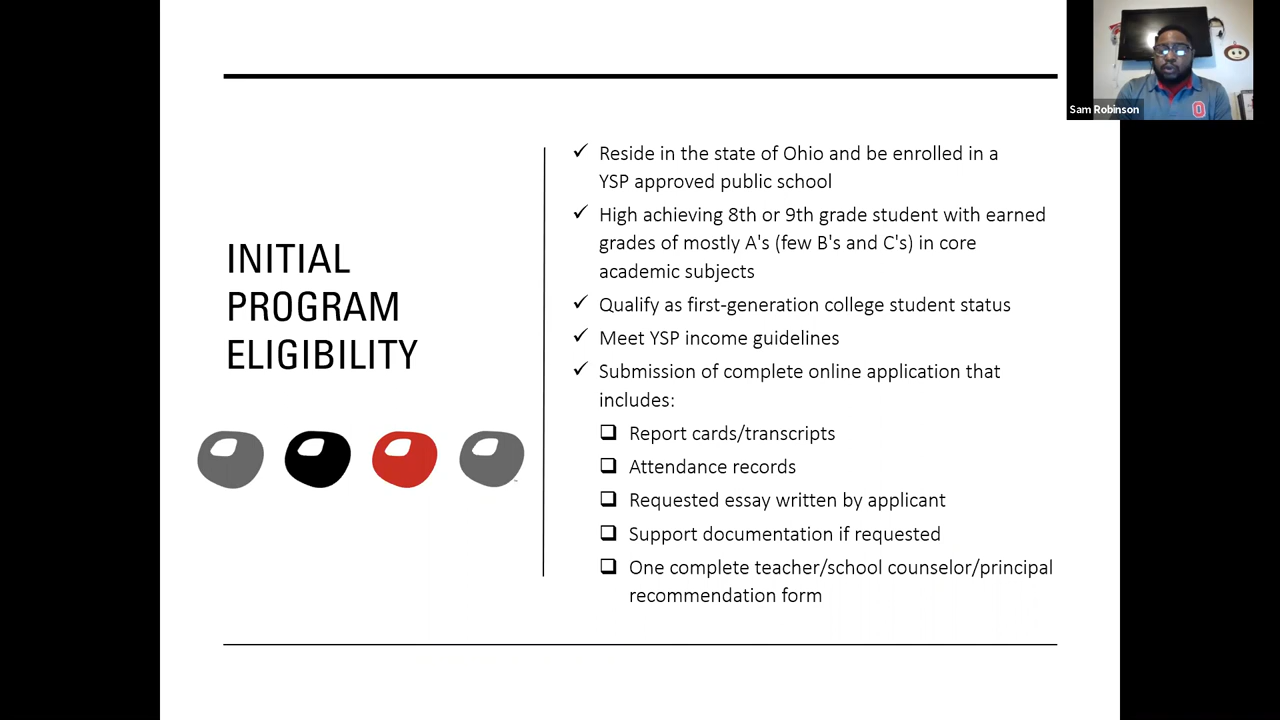 Sam Robinson
INITIAL
PROGRAM
ELIGIBILITY
Reside in the state of Ohio and be enrolled in a
YSP approved public school
High achieving 8th or 9th grade student with earned
grades of mostly A's (few B's and C's) in core
academic subjects
Qualify as first-generation college student status
Meet YSP income guidelines
Submission of complete online application that
includes:
Report cards/transcripts
Attendance records
Requested essay written by applicant
Support documentation if requested
One complete teacher/school counselor/principal
recommendation form